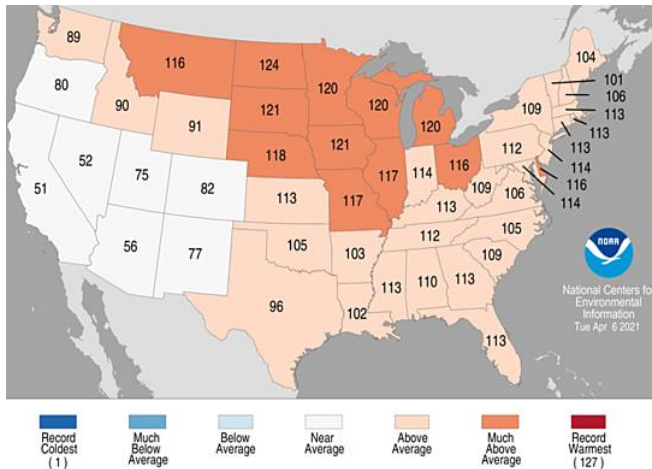 89
116
124
120
104
80
90
121
120
120
101
106
113
113
113
114
116
114
91
109
112
118
121
117
114
116
51
52
75
82
113
117
113
109
106
56
77
105
103
112
105
96
102
113
110
113
109
113
NOAA
National Centers for
Environmental
Information
Tue Apr 6 2021
Record
Coldest
(1)
Much
Below
Average
Below
Average
Near
Average
Above
Average
Much
Above
Average
Record
Warmest
(127)